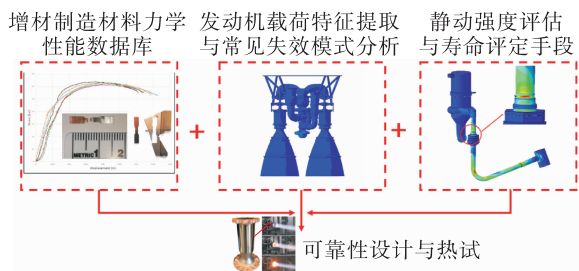 增材制造材料力学
性能数据库
发动机载荷特征提取
与常见失效模式分析
静动强度评估
与寿命评定手段
METRIC 1 2
可靠性设计与热试